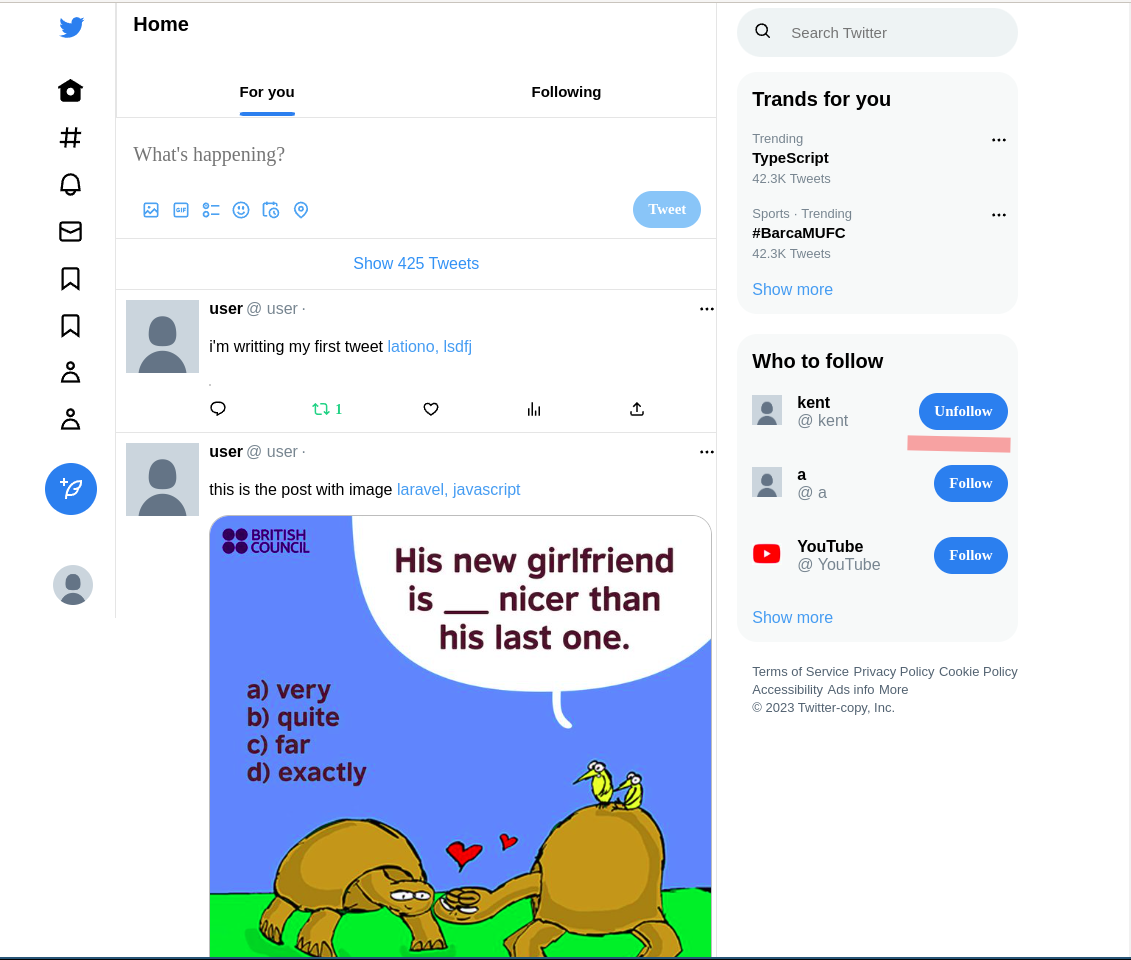 Home
For you
Following
What's happening?
GIF
Tweet
Show 425 Tweets
user @ user ·
i'm writting my first tweet lationo, lsdfj
.
1
user @ user ·
this is the post with image laravel, javascript
BRITISH
COUNCIL
His new girlfriend
is ___ nicer than
his last one.
a) very
b) quite
c) far
d) exactly
Search Twitter
Trands for you
Trending
TypeScript
42.3K Tweets
Sports · Trending
#BarcaMUFC
42.3K Tweets
Show more
Who to follow
kent
@ kent
Unfollow
a
@ a
Follow
YouTube
@ YouTube
Follow
Show more
Terms of Service Privacy Policy Cookie Policy
Accessibility Ads info More
© 2023 Twitter-copy, Inc.